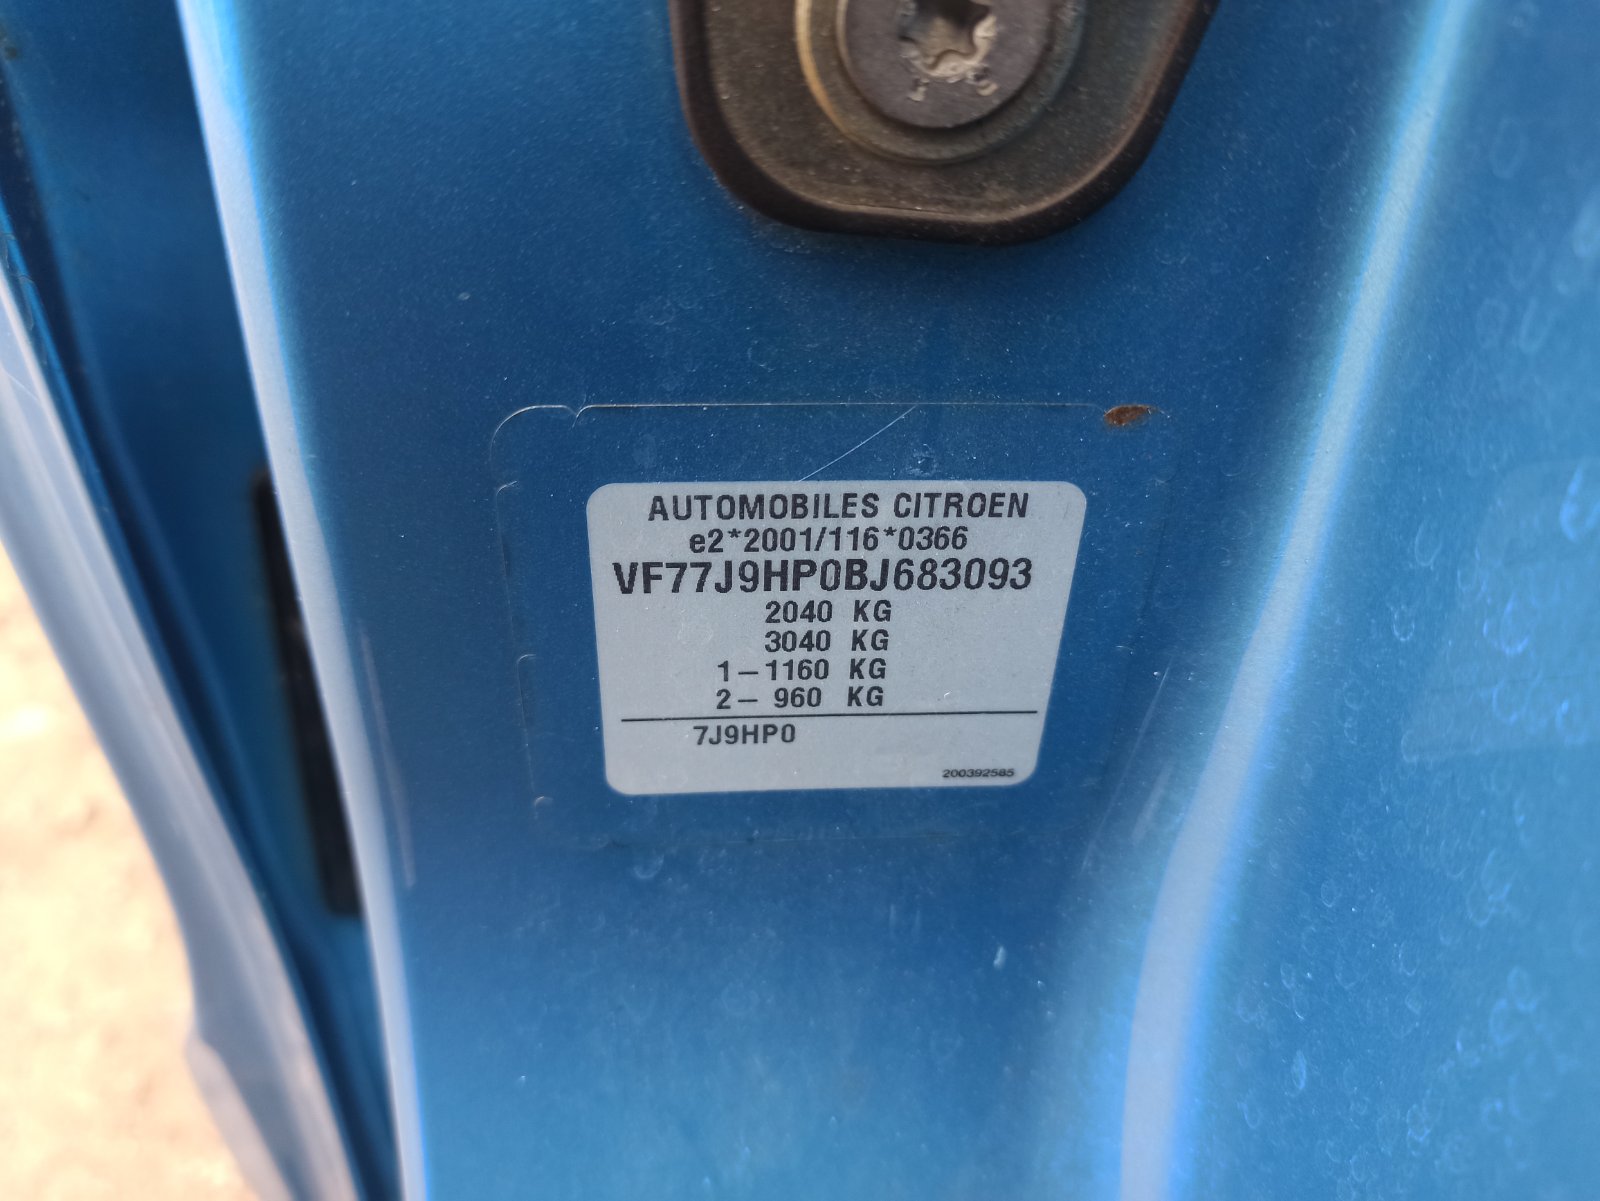 AUTOMOBILES CITROEN
e2*2001/116*0366
VF77J9HP0BJ683093
2040 KG
3040 KG
1-1160 KG
2- 960 KG
7J9HP0
200392585